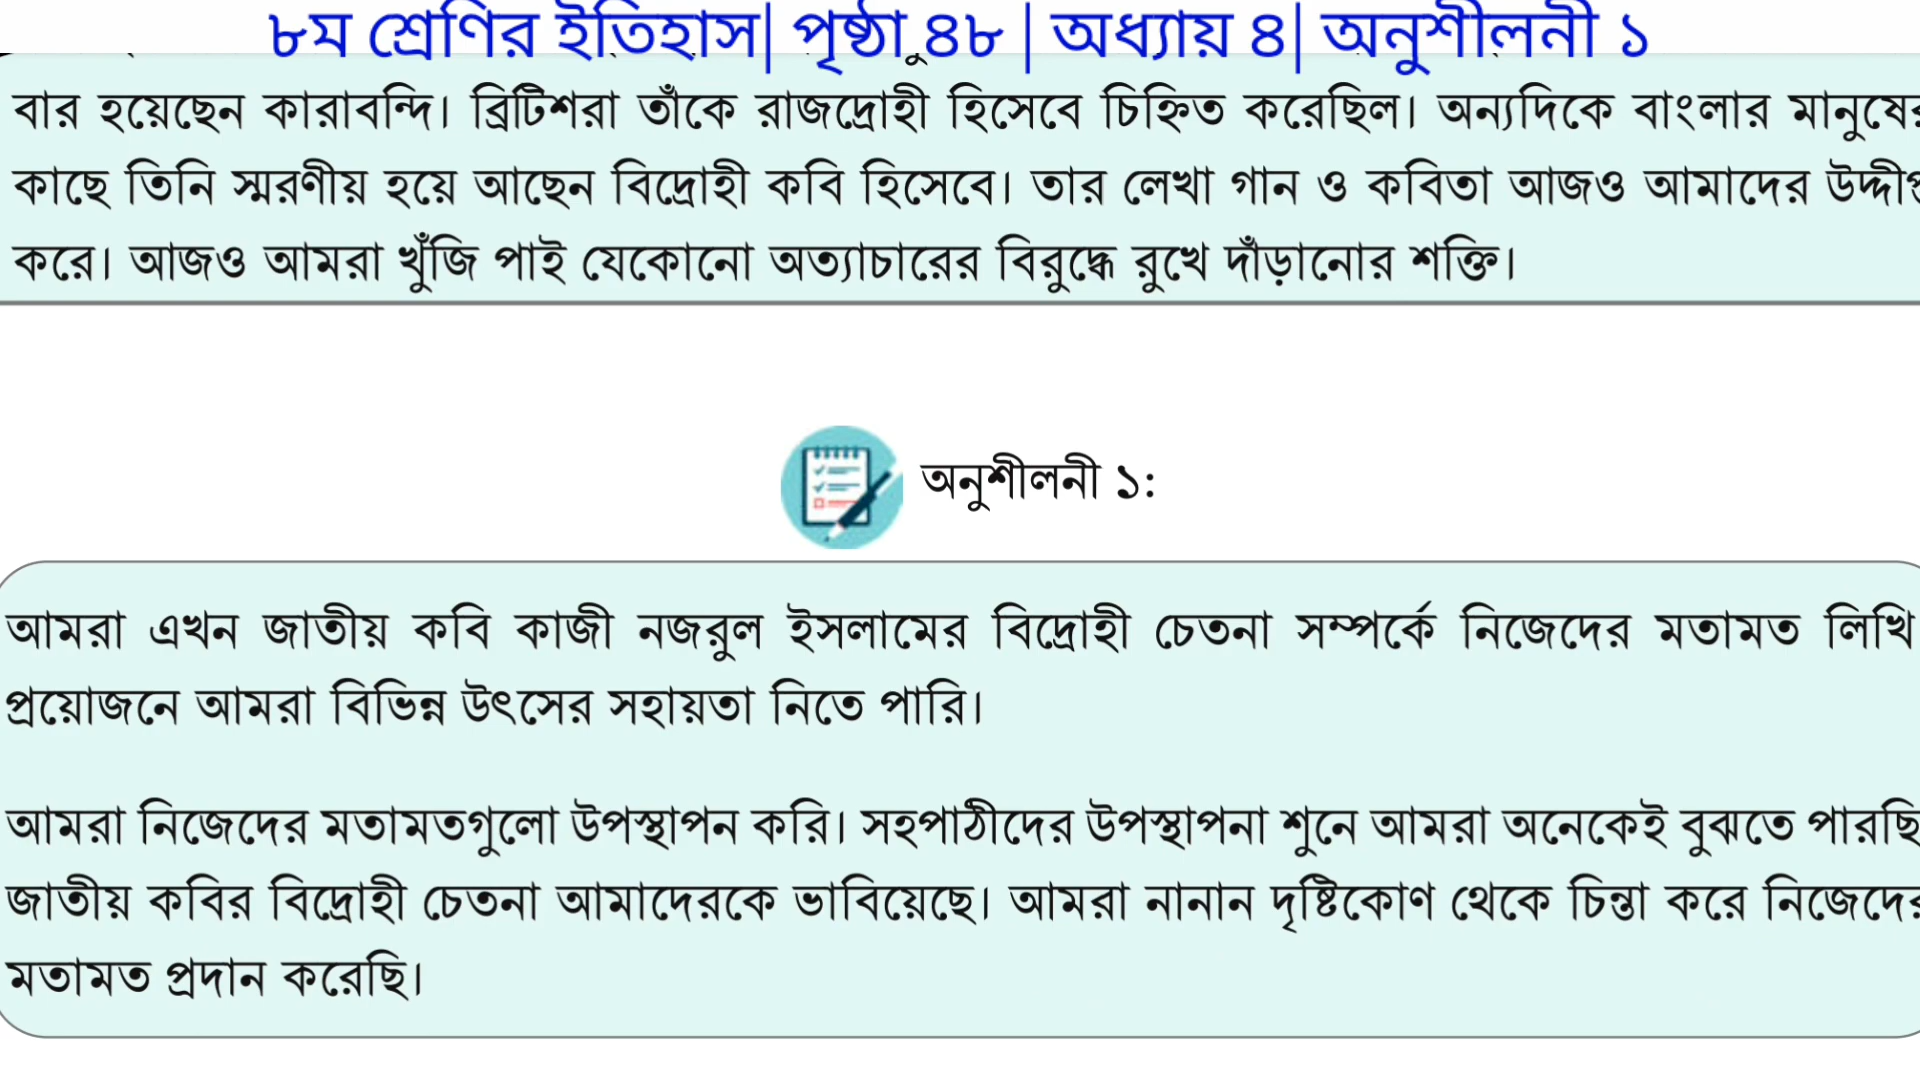 ৮ম শ্রেণির ইতিহাস| পৃষ্ঠা ৪৮ | অধ্যায় ৪| অনুশীলনী ১
বার হয়েছেন কারাবন্দি। ব্রিটিশরা তাঁকে রাজদ্রোহী হিসেবে চিহ্নিত করেছিল। অন্যদিকে বাংলার মানুষের
কাছে তিনি স্মরণীয় হয়ে আছেন বিদ্রোহী কবি হিসেবে। তার লেখা গান ও কবিতা আজও আমাদের উদ্দীপ্ত
করে। আজও আমরা খুঁজি পাই যেকোনো অত্যাচারের বিরুদ্ধে রুখে দাঁড়ানোর শক্তি।
অনুশীলনী ১:
আমরা এখন জাতীয় কবি কাজী নজরুল ইসলামের বিদ্রোহী চেতনা সম্পর্কে নিজেদের মতামত লিখি
প্রয়োজনে আমরা বিভিন্ন উৎসের সহায়তা নিতে পারি।
আমরা নিজেদের মতামতগুলো উপস্থাপন করি। সহপাঠীদের উপস্থাপনা শুনে আমরা অনেকেই বুঝতে পারছি
জাতীয় কবির বিদ্রোহী চেতনা আমাদেরকে ভাবিয়েছে। আমরা নানান দৃষ্টিকোণ থেকে চিন্তা করে নিজেদের
মতামত প্রদান করেছি।